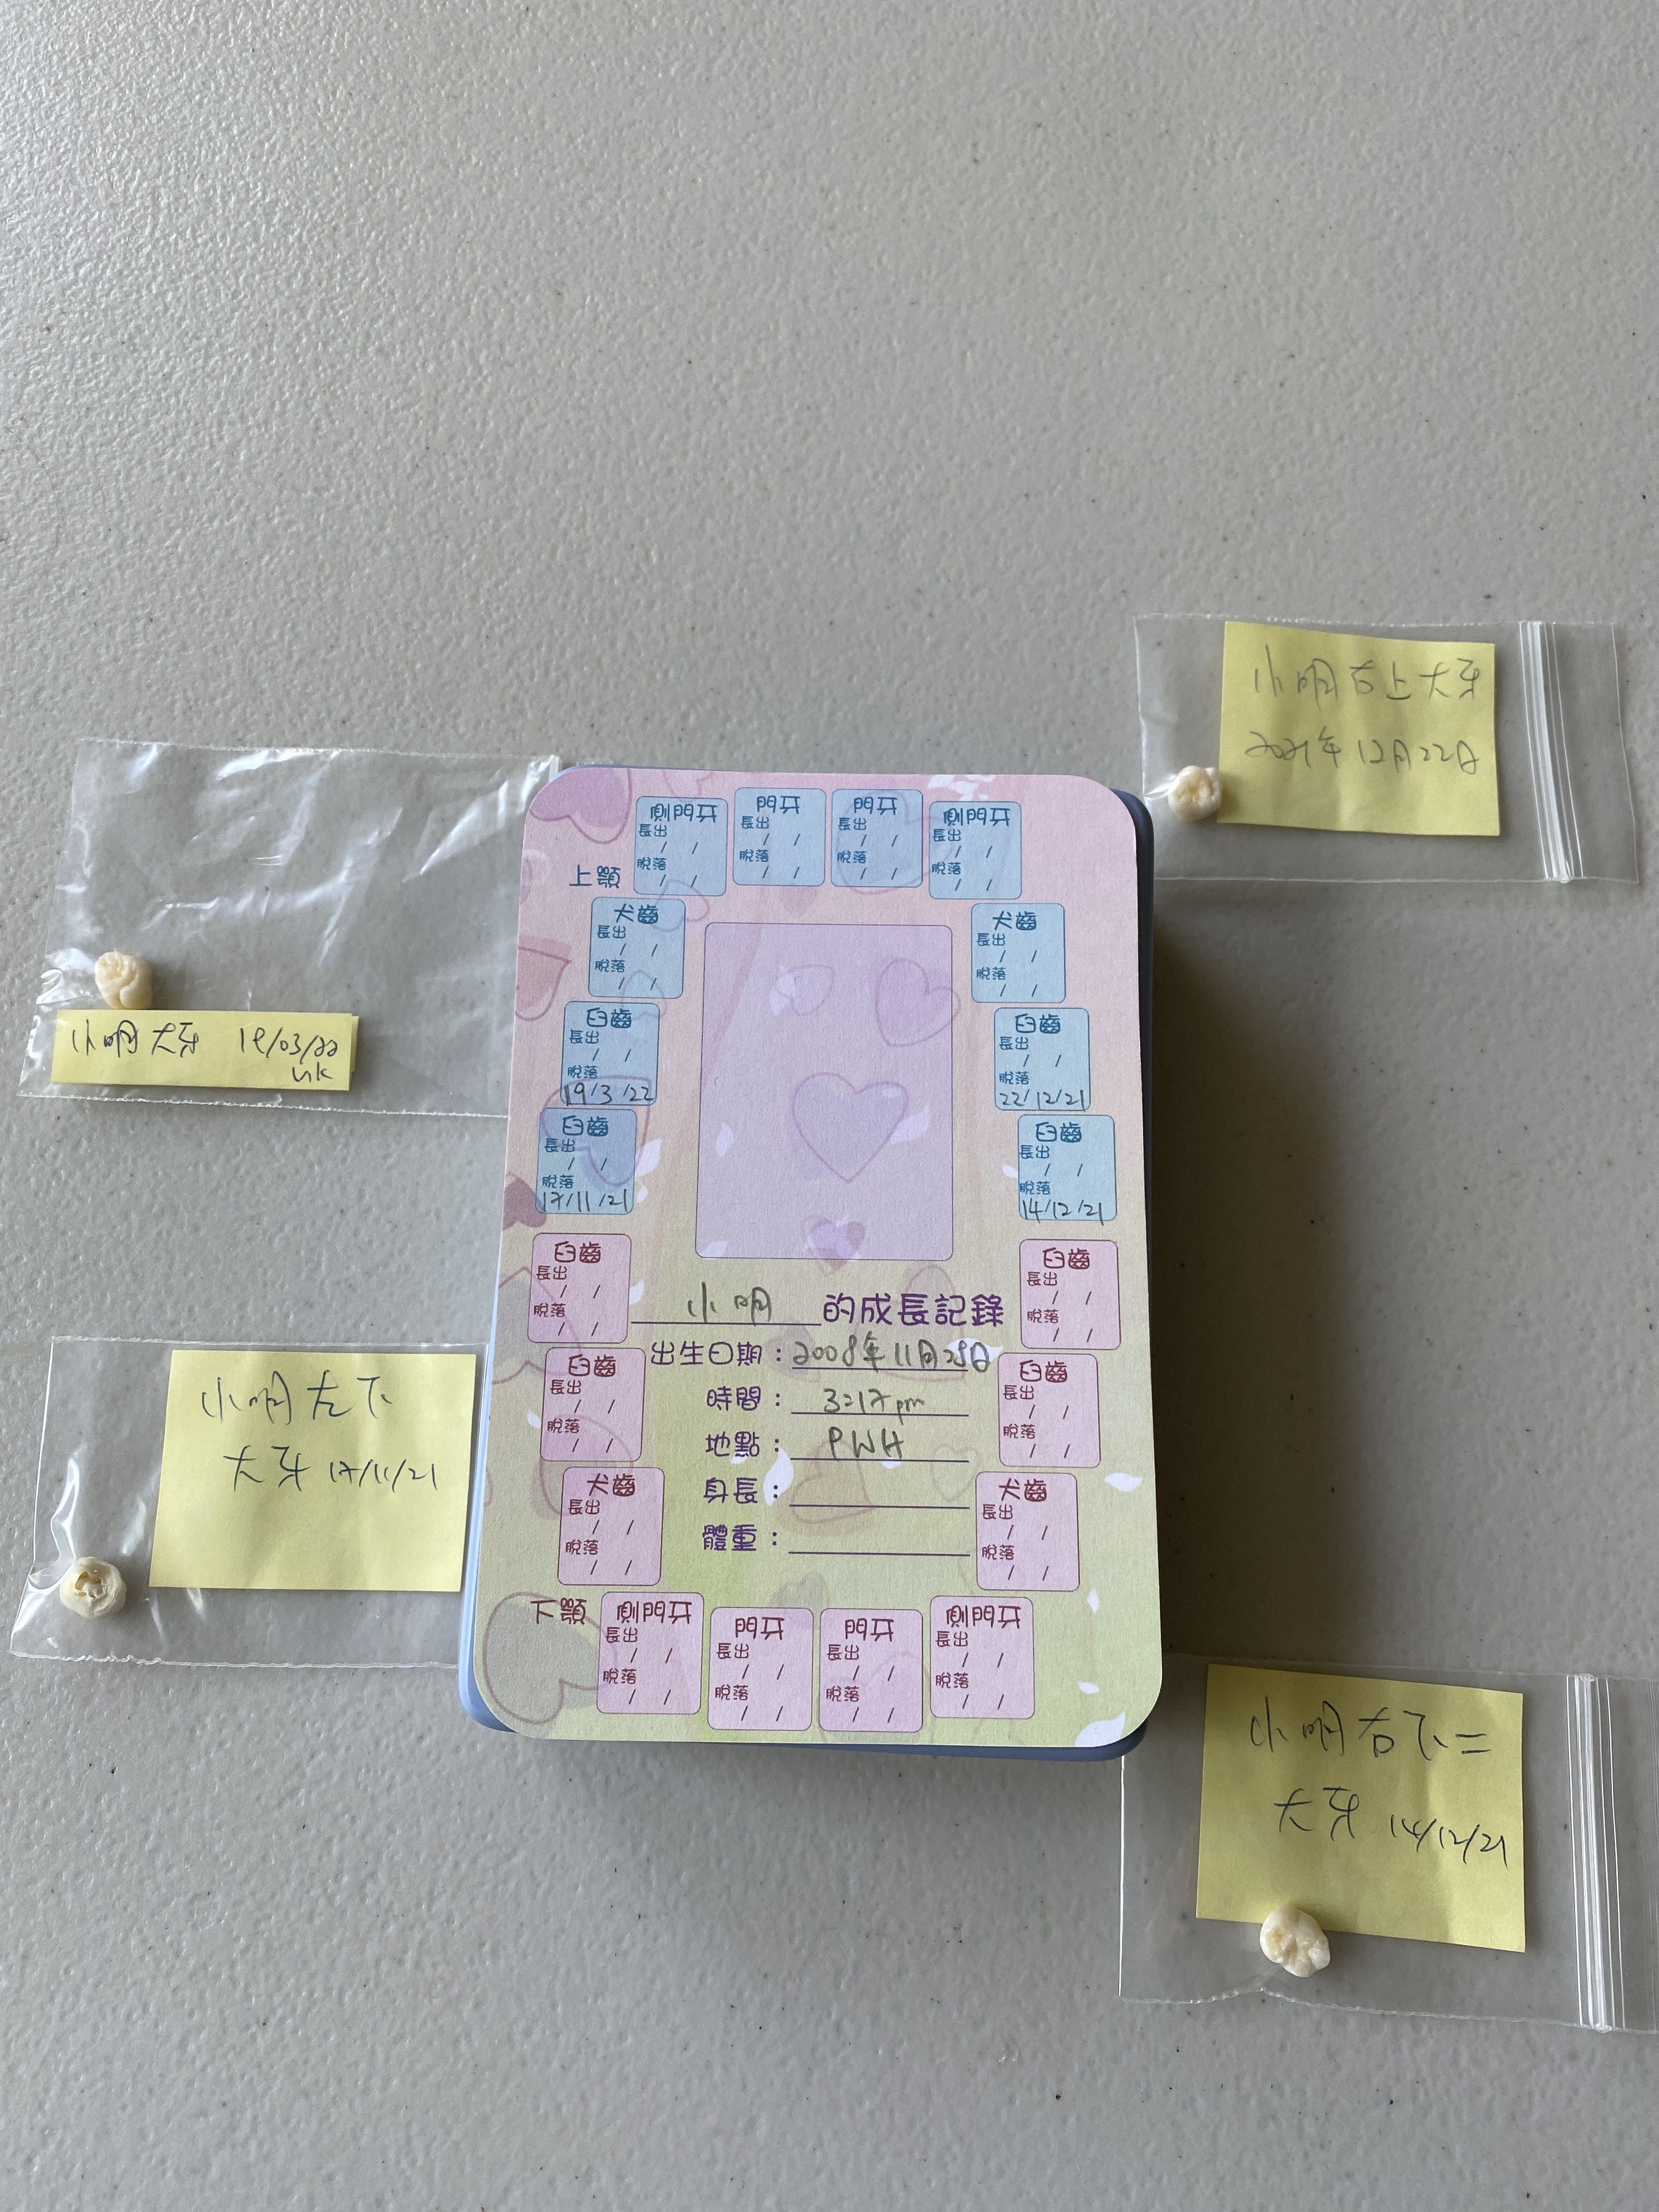 小明右上大牙
2021年12月22日
小明大牙 19/03/22
UK
小明左下
大牙 17/11/21
小明右下二
大牙 14/12/21
上顎
側門牙
長出 / /
脫落 / /
門牙
長出 / /
脫落 / /
門牙
長出 / /
脫落 / /
側門牙
長出 / /
脫落 / /
犬齒
長出 / /
脫落 / /
犬齒
長出 / /
脫落 / /
臼齒
長出 / /
脫落
19/3/22
臼齒
長出 / /
脫落
22/12/21
臼齒
長出 / /
脫落
17/11/21
臼齒
長出 / /
脫落
14/12/21
臼齒
長出 / /
脫落 / /
臼齒
長出 / /
脫落 / /
小明的成長記錄
出生日期：2008年11月28日
時間：3:17pm
地點：PWH
身長：
體重：
臼齒
長出 / /
脫落 / /
臼齒
長出 / /
脫落 / /
犬齒
長出 / /
脫落 / /
犬齒
長出 / /
脫落 / /
下顎
側門牙
長出 / /
脫落 / /
門牙
長出 / /
脫落 / /
門牙
長出 / /
脫落 / /
側門牙
長出 / /
脫落 / /